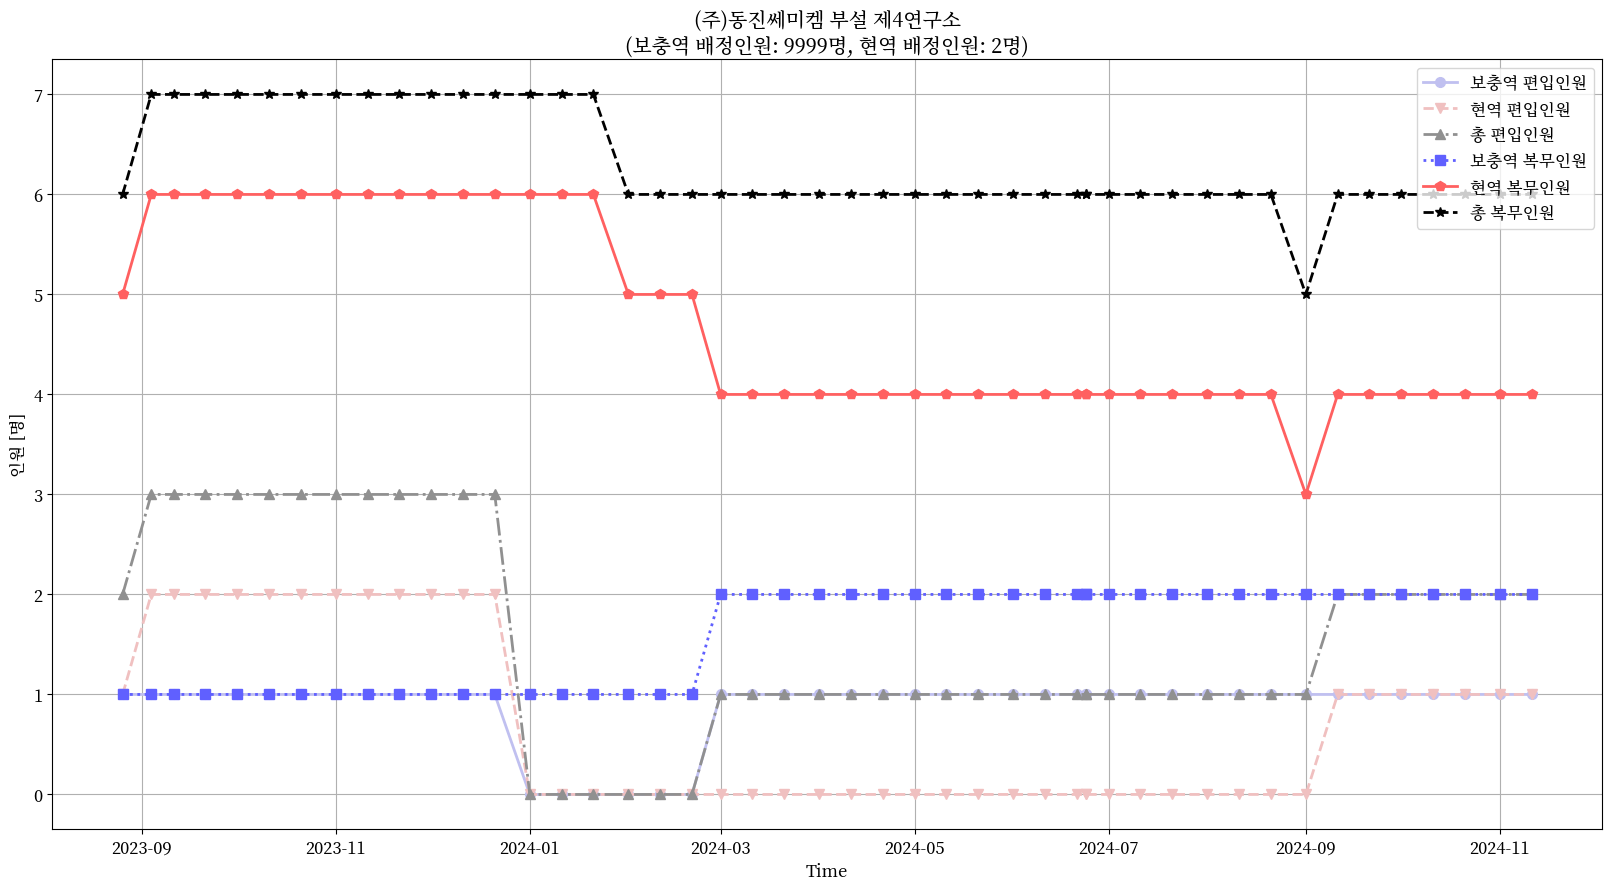 (주)동진쎄미켐 부설 제4연구소
(보충역 배정인원: 9999명, 현역 배정인원: 2명)
보충역 편입인원
현역 편입인원
총 편입인원
보충역 복무인원
현역 복무인원
총 복무인원
인원 [명]
7
6
5
4
3
2
1
0
2023-09
2023-11
2024-01
2024-03
2024-05
2024-07
2024-09
2024-11
Time